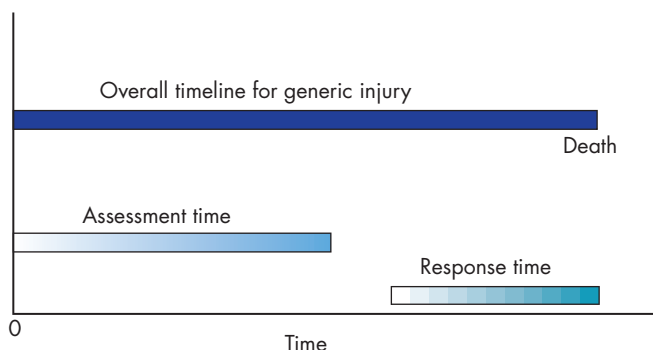 Overall timeline for generic injury
Death
Assessment time
Response time
0
Time